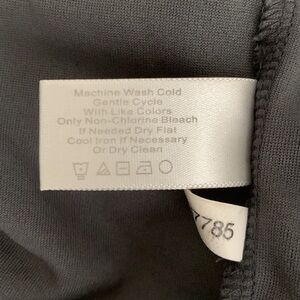 Machine Wash Cold
Gentle Cycle
With Like Colors
Only Non-Chlorine Bleach
If Needed Dry Flat
Cool Iron if Necessary
Or Dry Clean
7785